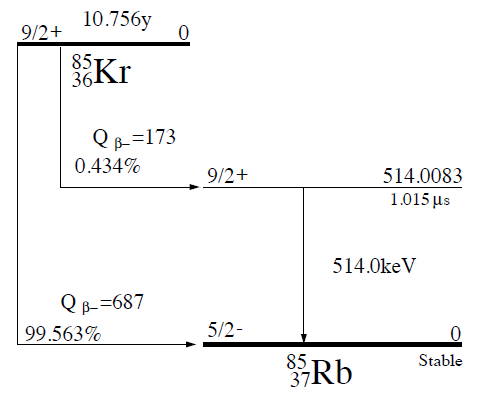 10.756y
9/2+ 0
85
36Kr
Q β-=173
0.434%
9/2+ 514.0083
1.015 μs
514.0keV
Q β-=687
99.563%
5/2- 0
85
37Rb
Stable